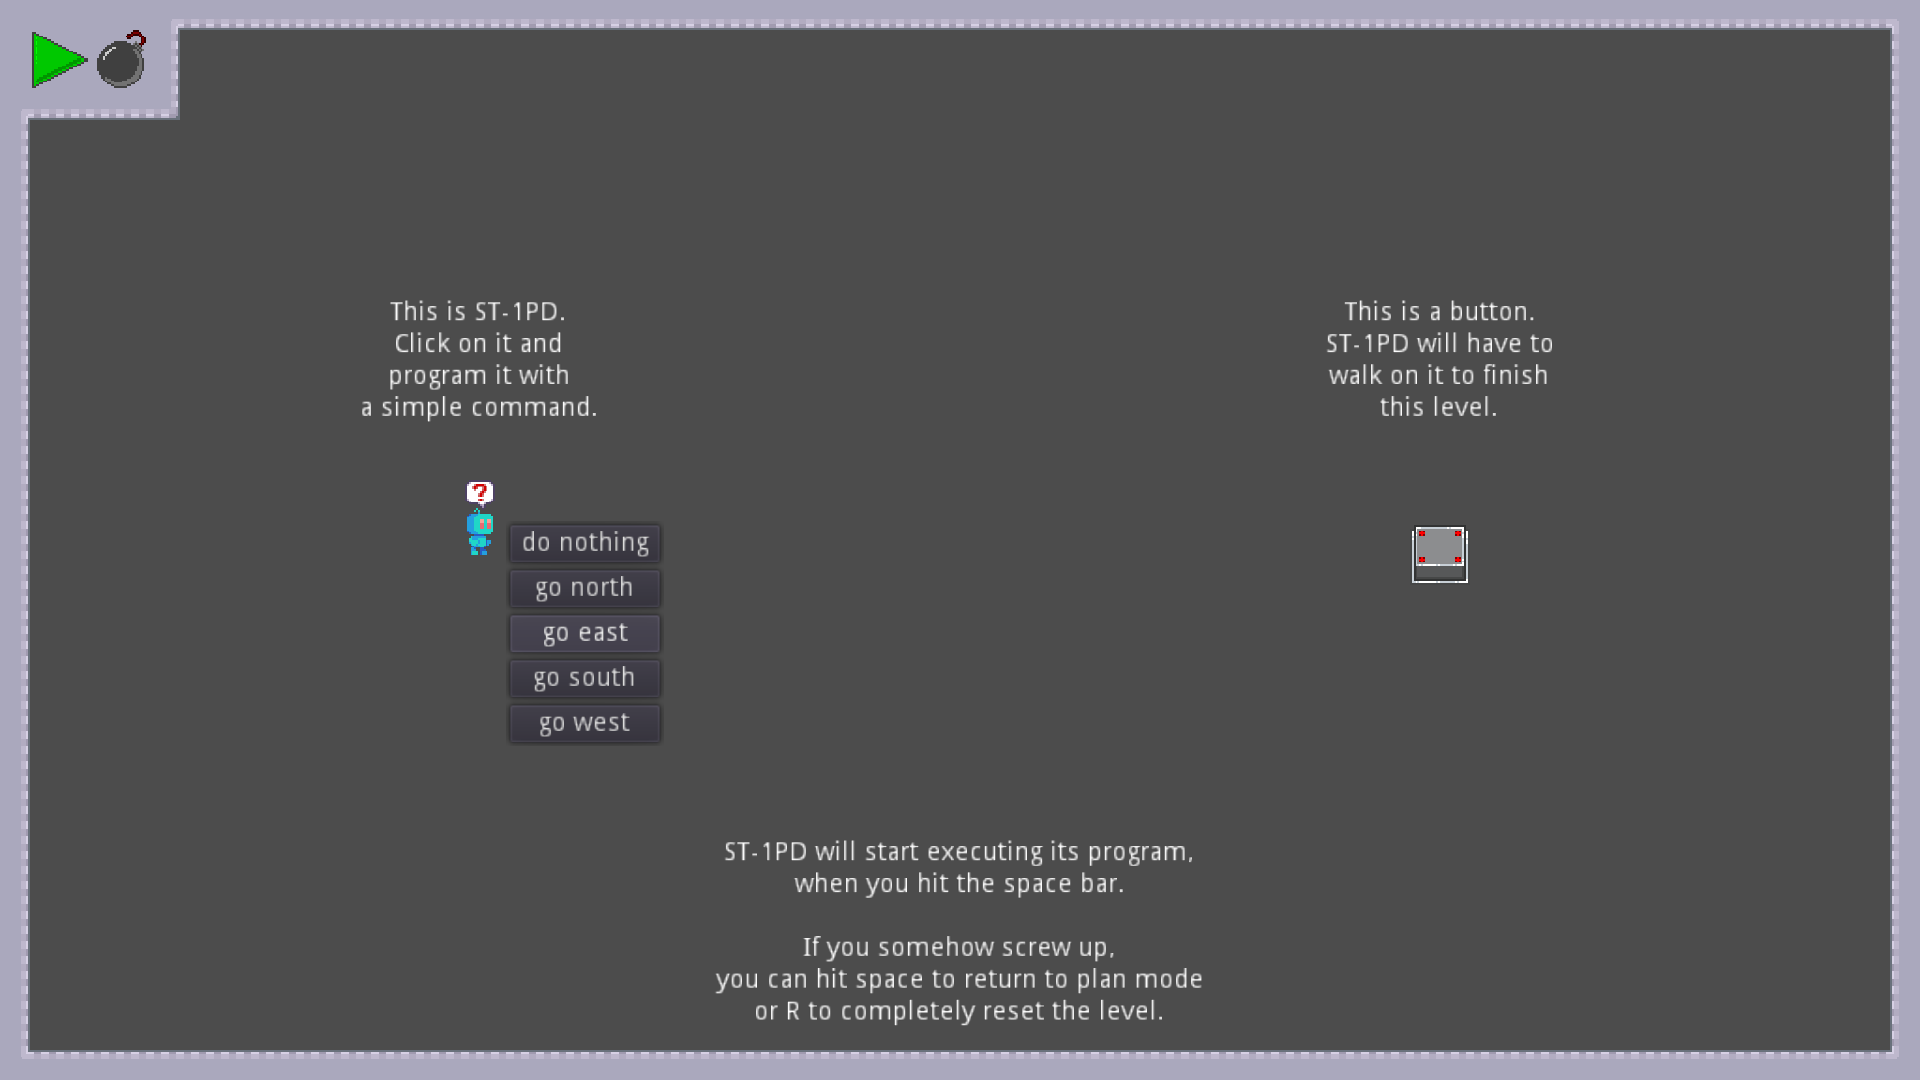 This is ST-1PD.
Click on it and
program it with
a simple command.
This is a button.
ST-1PD will have to
walk on it to finish
this level.
?
do nothing
go north
go east
go south
go west
ST-1PD will start executing its program,
when you hit the space bar.
If you somehow screw up,
you can hit space to return to plan mode
or R to completely reset the level.